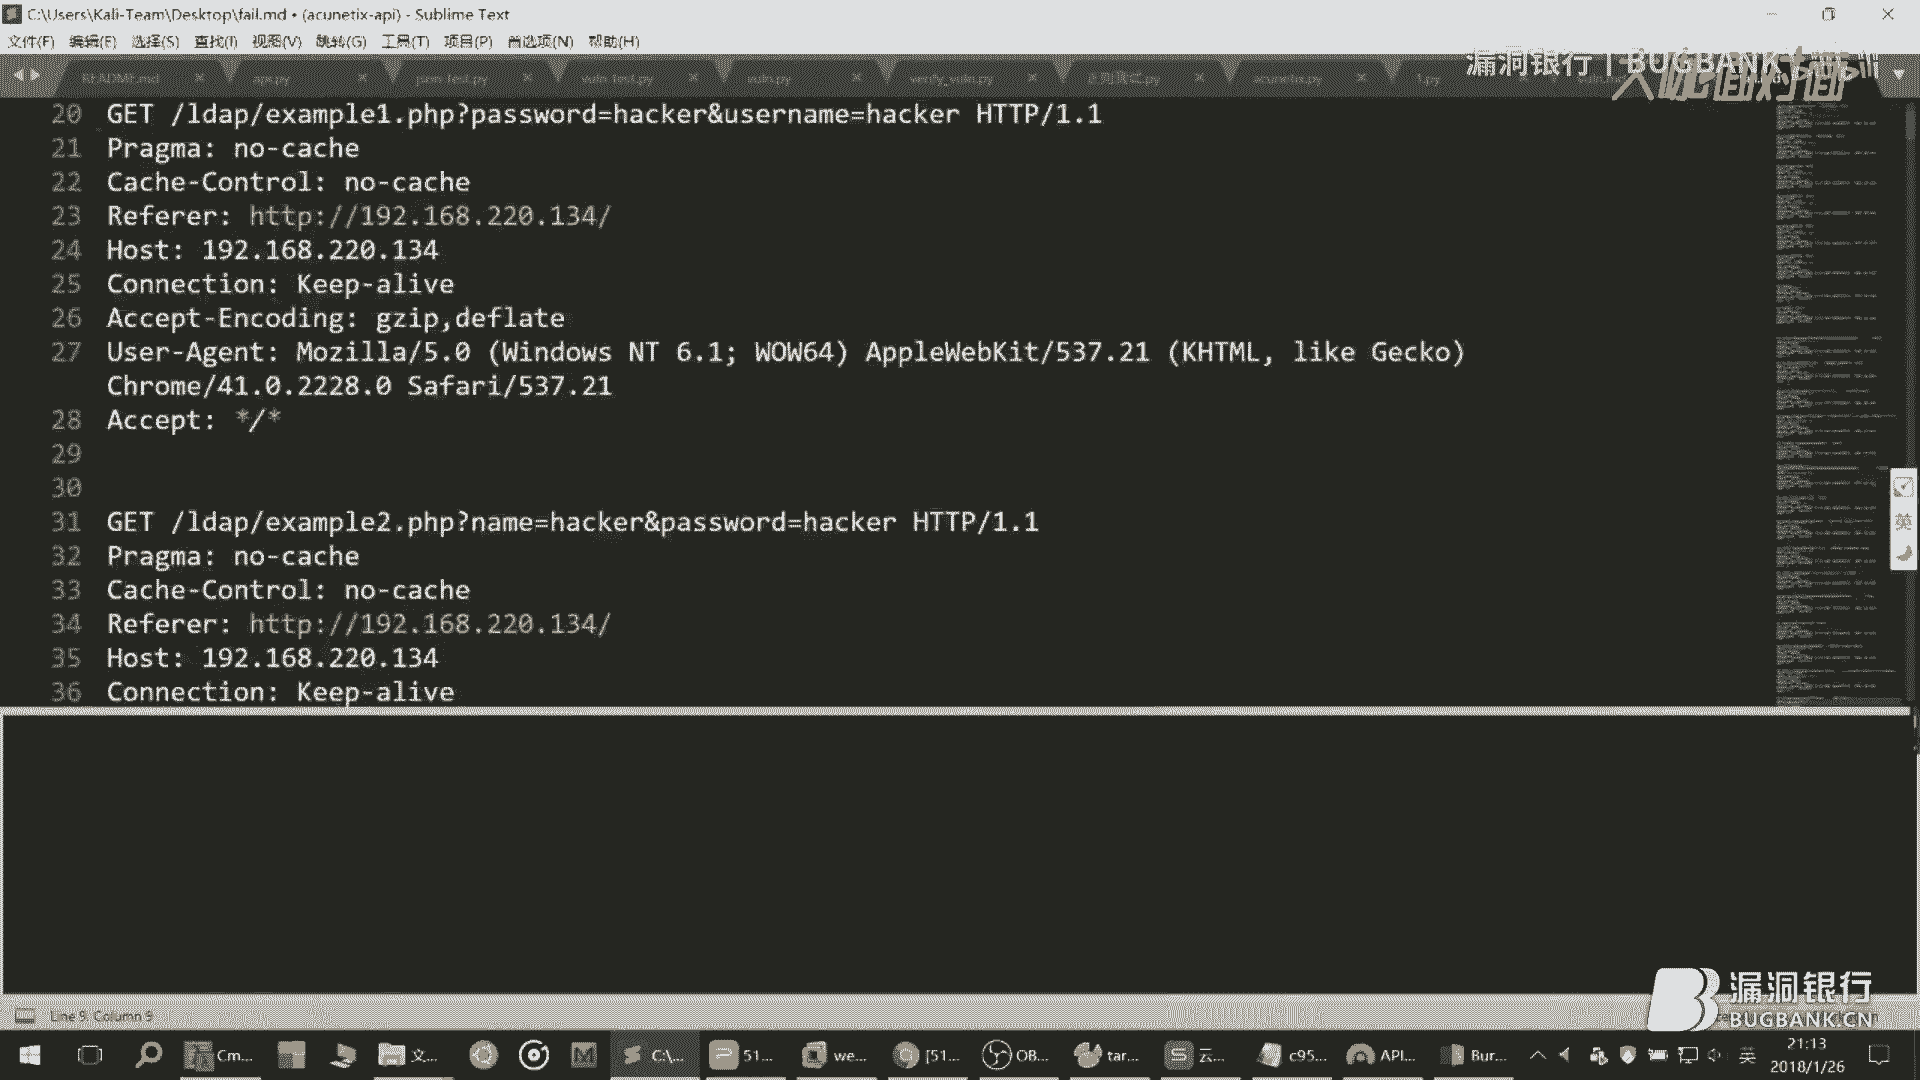 C:\Users\Kali-Team\Desktop\fail.md • (acunetix-api) - Sublime Text
文件(F) 编辑(E) 选择(S) 查找(I) 视图(V) 跳转(G) 工具(T) 项目(P) 首选项(N) 帮助(H)
漏洞银行 | BUGBANK
大咖面对面
README.md api.py json-test.py vuln-test.py vuln.py verify_vuln.py acunetix.py 1.py
20 GET /ldap/example1.php?password=hacker&username=hacker HTTP/1.1
21 Pragma: no-cache
22 Cache-Control: no-cache
23 Referer: http://192.168.220.134/
24 Host: 192.168.220.134
25 Connection: Keep-alive
26 Accept-Encoding: gzip,deflate
27 User-Agent: Mozilla/5.0 (Windows NT 6.1; WOW64) AppleWebKit/537.21 (KHTML, like Gecko)
Chrome/41.0.2228.0 Safari/537.21
28 Accept: */*
29
30
31 GET /ldap/example2.php?name=hacker&password=hacker HTTP/1.1
32 Pragma: no-cache
33 Cache-Control: no-cache
34 Referer: http://192.168.220.134/
35 Host: 192.168.220.134
36 Connection: Keep-alive
英
漏洞银行
BUGBANK.CN
Line 9, Column 9
Cm... 文... C:\... 51... we... [51... OB... tar... 云... c95... API... Bur... 英
21:13
2018/1/26